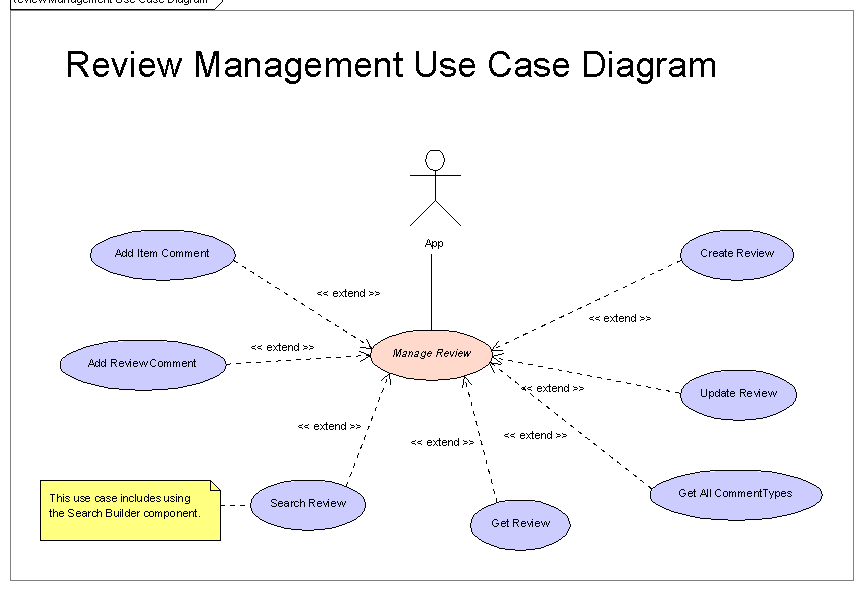 Review Management Use Case Diagram
Review Management Use Case Diagram
App
Add Item Comment
Create Review
<< extend >>
<< extend >>
<< extend >>
Add Review Comment
Manage Review
<< extend >>
Update Review
<< extend >>
<< extend >>
<< extend >>
This use case includes using
the Search Builder component.
Search Review
Get Review
Get All CommentTypes